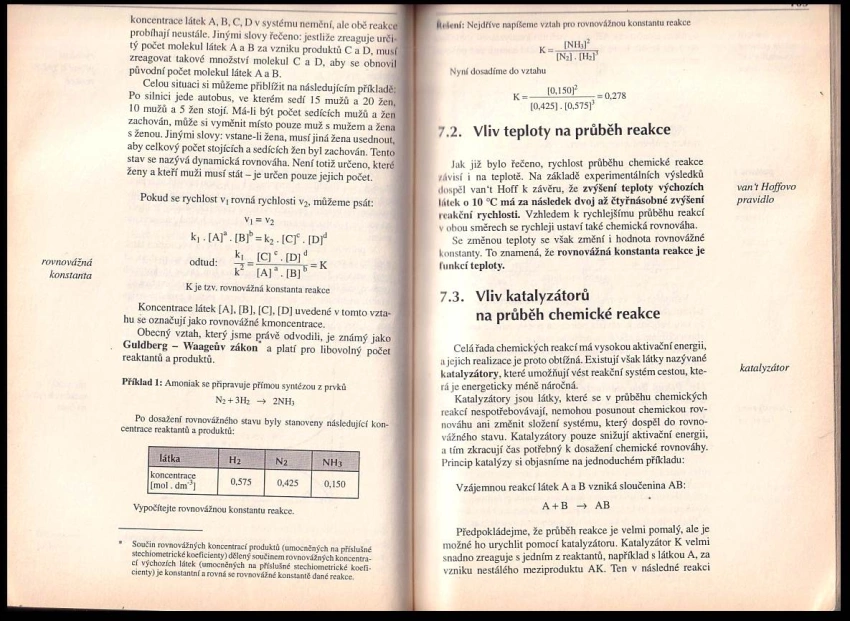 koncentrace látek A, B, C, D v systému nemění, ale obě reakce
probíhají neustále. Jinými slovy řečeno: jestliže zreaguje urči-
tý počet molekul látek A a B za vzniku produktů C a D, musí
zreagovat takové množství molekul C a D, aby se obnovil
původní počet molekul látek A a B.
Celou situaci si můžeme přiblížit na následujícím příkladě:
Po silnici jede autobus, ve kterém sedí 15 mužů a 20 žen,
10 mužů a 5 žen stojí. Má-li být počet sedících mužů a žen
zachován, může si vyměnit místo pouze muž s mužem a žena
s ženou. Jinými slovy: vstane-li žena, musí jiná žena usednout,
aby celkový počet stojících a sedících žen byl zachován. Tento
stav se nazývá dynamická rovnováha. Není totiž určeno, které
ženy a kteří muži musí stát – je určen pouze jejich počet.
Pokud se rychlost v₁ rovná rychlosti v₂, můžeme psát:
v₁ = v₂
k₁ . [A]ᵃ . [B]ᵇ = k₂ . [C]ᶜ . [D]ᵈ
rovnovážná
konstanta
odtud: k₁/k² = [C]ᶜ . [D]ᵈ / [A]ᵃ . [B]ᵇ = K
K je tzv. rovnovážná konstanta reakce
Koncentrace látek [A], [B], [C], [D] uvedené v tomto vzta-
hu se označují jako rovnovážné kmoncentrace.
Obecný vztah, který jsme právě odvodili, je známý jako
Guldberg – Waageův zákon* a platí pro libovolný počet
reaktantů a produktů.
Příklad 1: Amoniak se připravuje přímou syntézou z prvků
N₂ + 3H₂ → 2NH₃
Po dosažení rovnovážného stavu byly stanoveny následující kon-
centrace reaktantů a produktů:
látka H₂ N₂ NH₃
koncentrace
[mol . dm⁻³] 0,575 0,425 0,150
Vypočítejte rovnovážnou konstantu reakce.
* Součin rovnovážných koncentrací produktů (umocněných na příslušné
stechiometrické koeficienty) dělený součinem rovnovážných koncentra-
cí výchozích látek (umocněných na příslušné stechiometrické koefi-
cienty) je konstantní a rovná se rovnovážné konstantě dané reakce.
Řešení: Nejdříve napíšeme vztah pro rovnovážnou konstantu reakce
K = [NH₃]² / [N₂] . [H₂]³
Nyní dosadíme do vztahu
K = [0,150]² / [0,425] . [0,575]³ = 0,278
7.2. Vliv teploty na průběh reakce
Jak již bylo řečeno, rychlost průběhu chemické reakce
závisí i na teplotě. Na základě experimentálních výsledků
dospěl van't Hoff k závěru, že zvýšení teploty výchozích
látek o 10 °C má za následek dvoj až čtyřnásobné zvýšení
reakční rychlosti. Vzhledem k rychlejšímu průběhu reakcí
v obou směrech se rychleji ustaví také chemická rovnováha.
Se změnou teploty se však změní i hodnota rovnovážné
konstanty. To znamená, že rovnovážná konstanta reakce je
funkcí teploty.
van't Hoffovo
pravidlo
7.3. Vliv katalyzátorů
na průběh chemické reakce
Celá řada chemických reakcí má vysokou aktivační energii,
a jejich realizace je proto obtížná. Existují však látky nazývané
katalyzátory, které umožňují vést reakční systém cestou, kte-
rá je energeticky méně náročná.
katalyzátor
Katalyzátory jsou látky, které se v průběhu chemických
reakcí nespotřebovávají, nemohou posunout chemickou rov-
nováhu ani změnit složení systému, který dospěl do rovno-
vážného stavu. Katalyzátory pouze snižují aktivační energii,
a tím zkracují čas potřebný k dosažení chemické rovnováhy.
Princip katalýzy si objasníme na jednoduchém příkladu:
Vzájemnou reakcí látek A a B vzniká sloučenina AB:
A + B → AB
Předpokládejme, že průběh reakce je velmi pomalý, ale je
možné ho urychlit pomocí katalyzátoru. Katalyzátor K velmi
snadno zreaguje s jedním z reaktantů, například s látkou A, za
vzniku nestálého meziproduktu AK. Ten v následné reakci